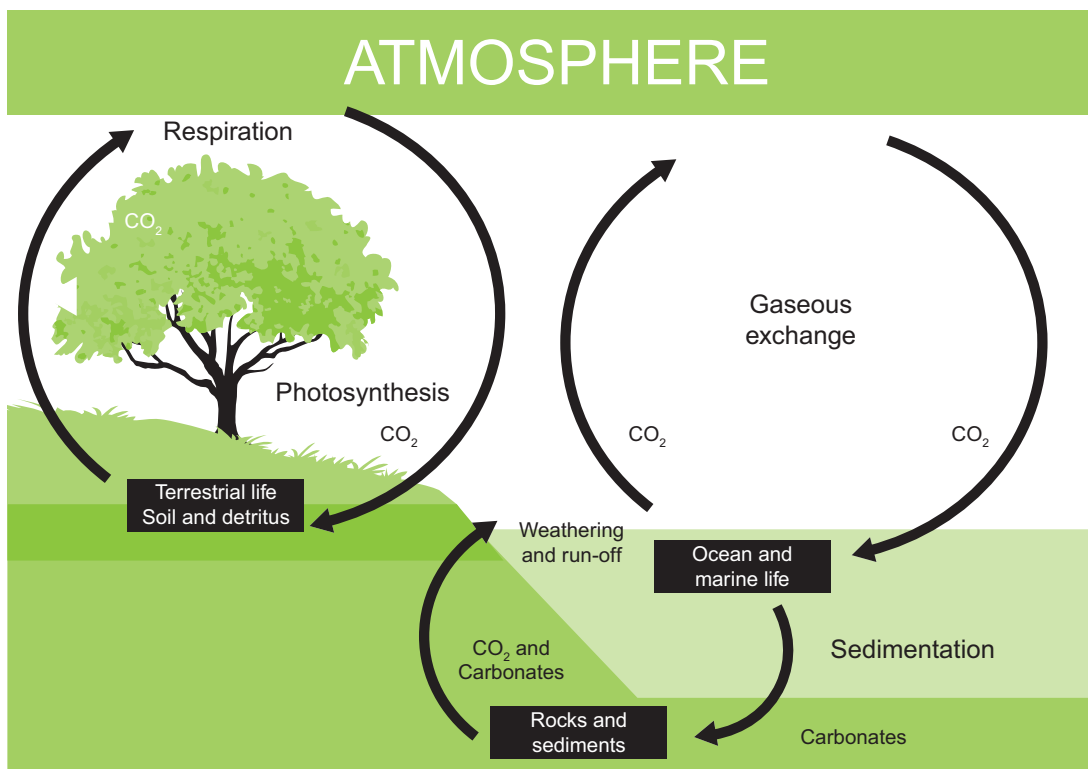 ATMOSPHERE
Respiration
CO₂
Photosynthesis
CO₂
Terrestrial life
Soil and detritus
Gaseous
exchange
CO₂
CO₂
Weathering
and run-off
Ocean and
marine life
CO₂ and
Carbonates
Sedimentation
Rocks and
sediments
Carbonates